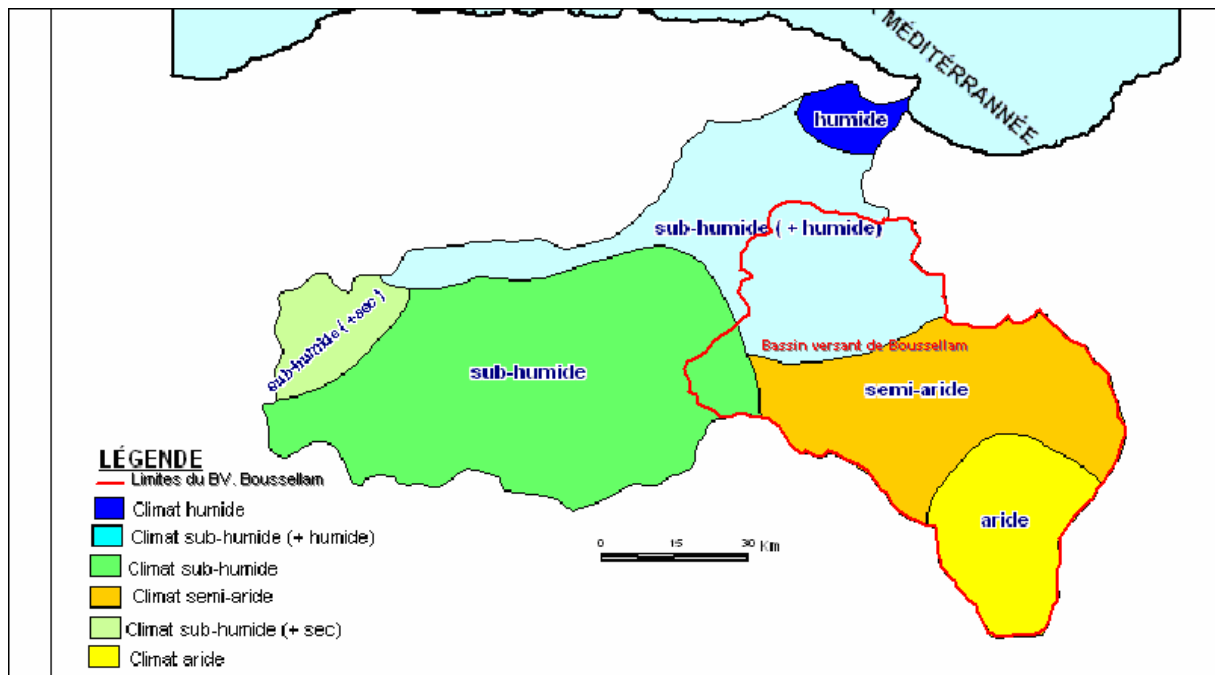 MÉDITÉRRANNÉE
humide
sub-humide ( + humide)
sub-humide ( +sec)
Bassin versant de Boussellam
sub-humide
semi-aride
aride
LÉGENDE
Limites du BV. Boussellam
Climat humide
Climat sub-humide (+ humide)
Climat sub-humide
Climat semi-aride
Climat sub-humide (+ sec)
Climat aride
0 15 30 Km